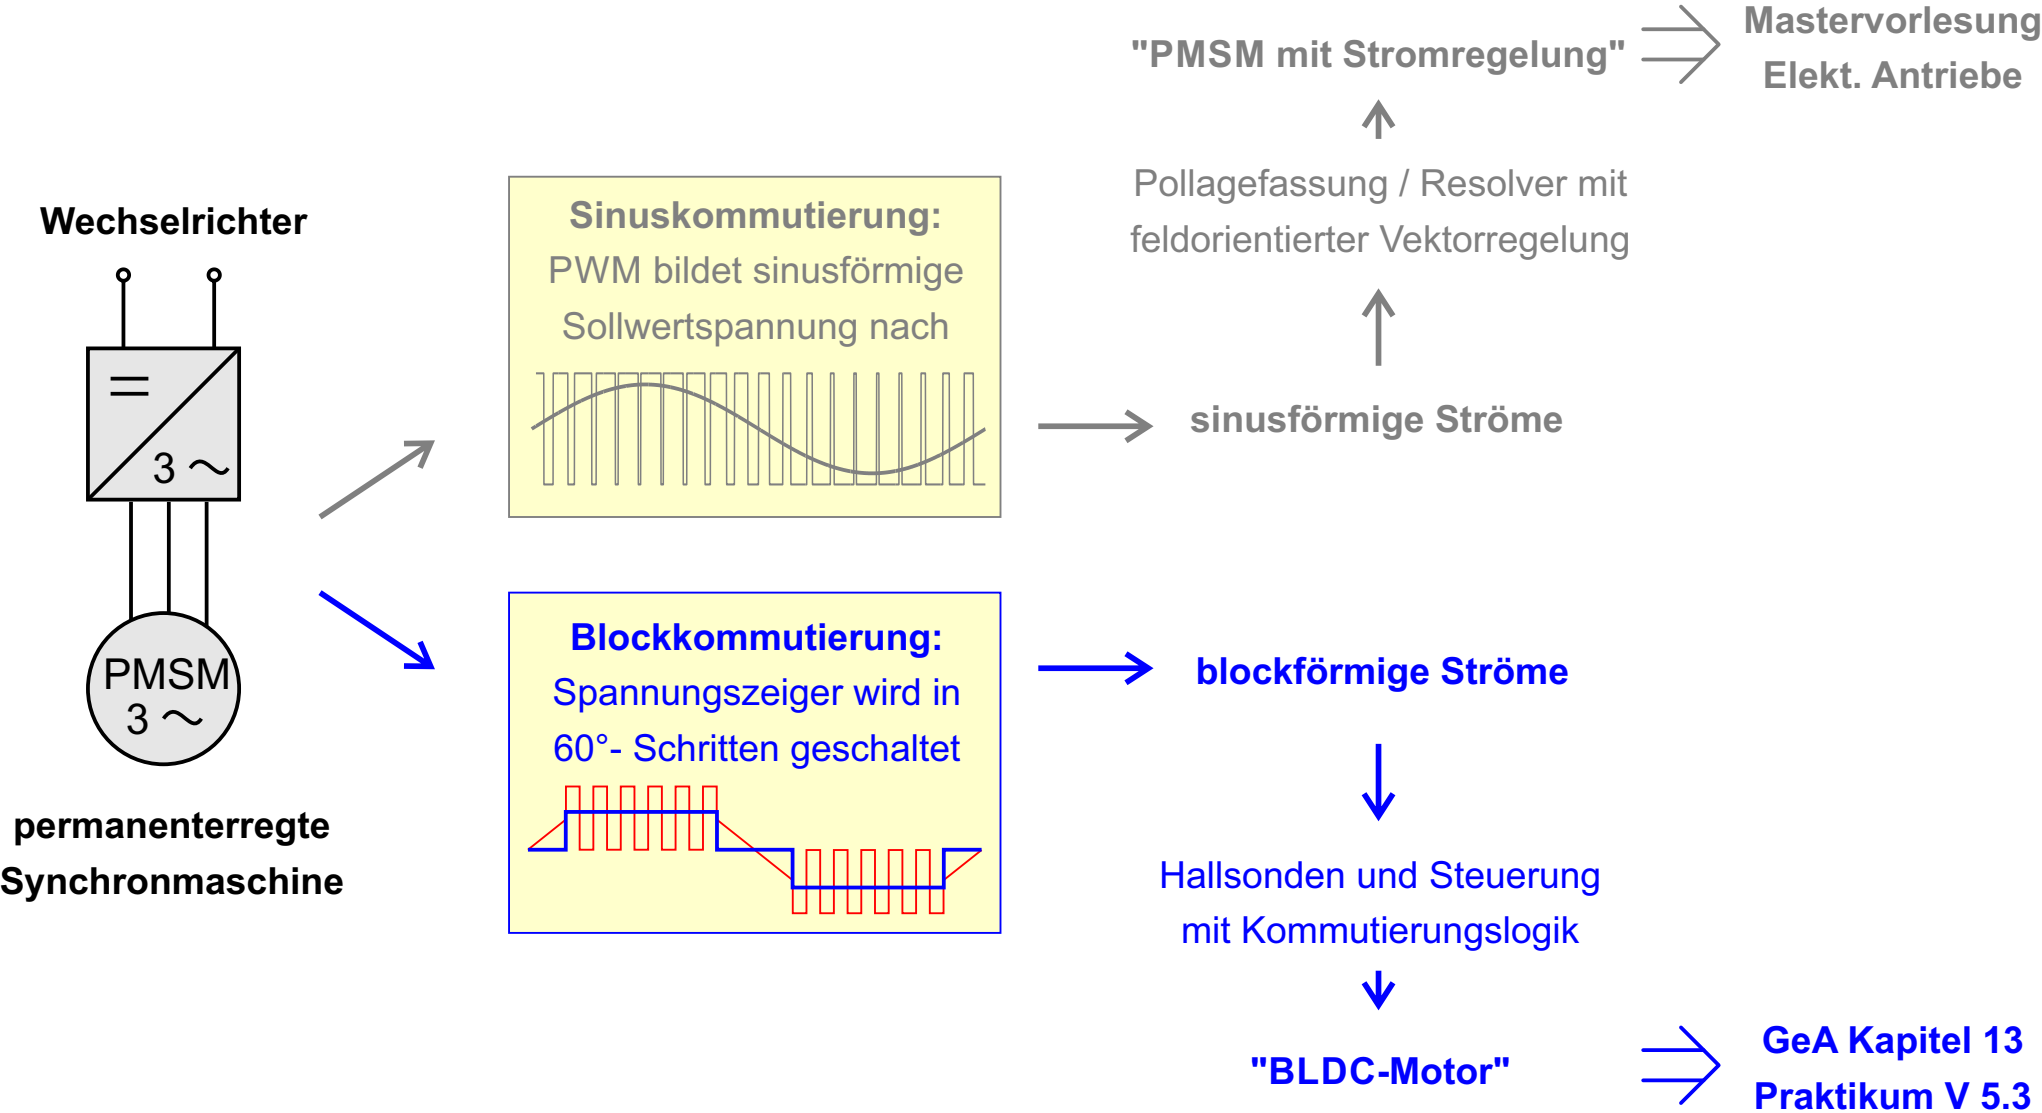 Wechselrichter
=
3 ~
PMSM
3 ~
permanenterregte
Synchronmaschine
Sinuskommutierung:
PWM bildet sinusförmige
Sollwertspannung nach
sinusförmige Ströme
Pollagefassung / Resolver mit
feldorientierter Vektorregelung
"PMSM mit Stromregelung"
Mastervorlesung
Elekt. Antriebe
Blockkommutierung:
Spannungszeiger wird in
60°- Schritten geschaltet
blockförmige Ströme
Hallsonden und Steuerung
mit Kommutierungslogik
"BLDC-Motor"
GeA Kapitel 13
Praktikum V 5.3